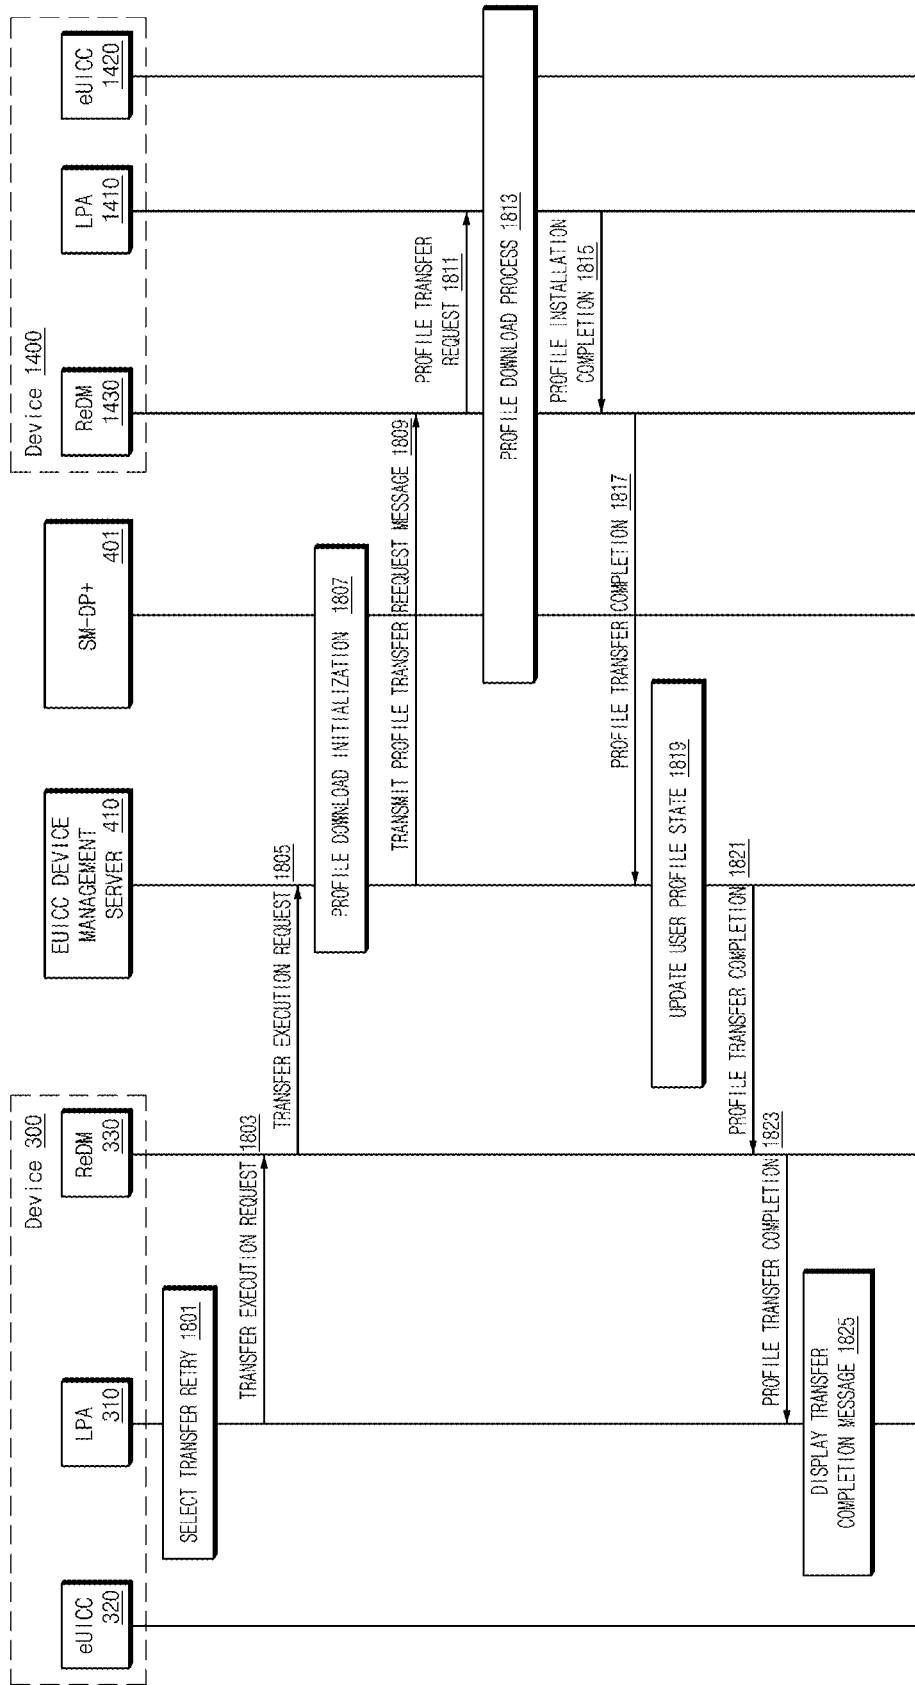 Device 300
Device 1400
eUICC
320
LPA
310
ReDM
330
EUICC DEVICE
MANAGEMENT
SERVER 410
SM-DP+
401
ReDM
1430
LPA
1410
eUICC
1420
SELECT TRANSFER RETRY 1801
TRANSFER EXECUTION REQUEST 1803
TRANSFER EXECUTION REQUEST 1805
PROFILE DOWNLOAD INITIALIZATION 1807
TRANSMIT PROFILE TRANSFER REEQUEST MESSAGE 1809
PROFILE TRANSFER
REQUEST 1811
PROFILE DOWNLOAD PROCESS 1813
PROFILE INSTALLATION
COMPLETION 1815
PROFILE TRANSFER COMPLETION 1817
UPDATE USER PROFILE STATE 1819
PROFILE TRANSFER COMPLETION 1821
PROFILE TRANSFER COMPLETION 1823
DISPLAY TRANSFER
COMPLETION MESSAGE 1825